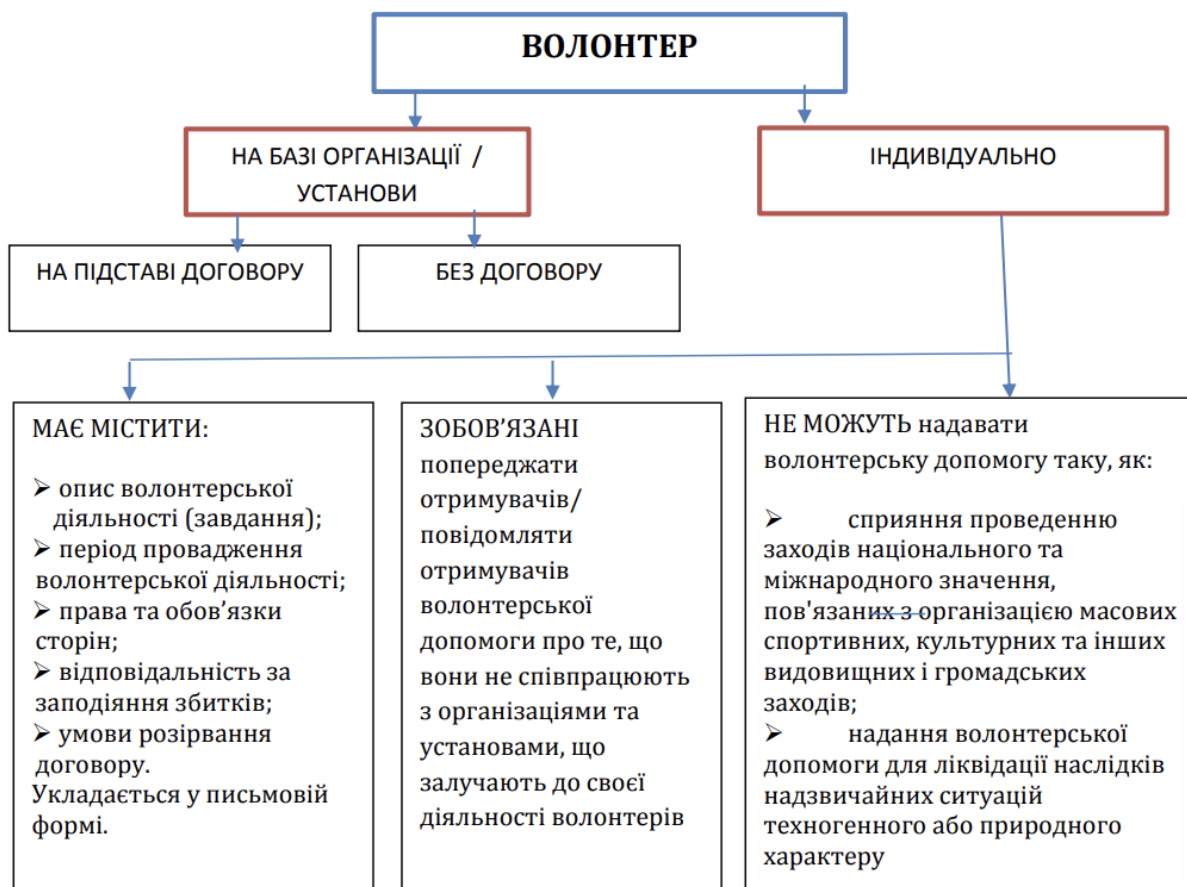 ВОЛОНТЕР
НА БАЗІ ОРГАНІЗАЦІЇ /
УСТАНОВИ
ІНДИВІДУАЛЬНО
НА ПІДСТАВІ ДОГОВОРУ
БЕЗ ДОГОВОРУ
МАЄ МІСТИТИ:
➢ опис волонтерської
діяльності (завдання);
➢ період провадження
волонтерської діяльності;
➢ права та обов’язки
сторін;
➢ відповідальність за
заподіяння збитків;
➢ умови розірвання
договору.
Укладається у письмовій
формі.
ЗОБОВ’ЯЗАНІ
попереджати
отримувачів/
повідомляти
отримувачів
волонтерської
допомоги про те, що
вони не співпрацюють
з організаціями та
установами, що
залучають до своєї
діяльності волонтерів
НЕ МОЖУТЬ надавати
волонтерську допомогу таку, як:
➢ сприяння проведенню
заходів національного та
міжнародного значення,
пов'язаних з організацією масових
спортивних, культурних та інших
видовищних і громадських
заходів;
➢ надання волонтерської
допомоги для ліквідації наслідків
надзвичайних ситуацій
техногенного або природного
характеру